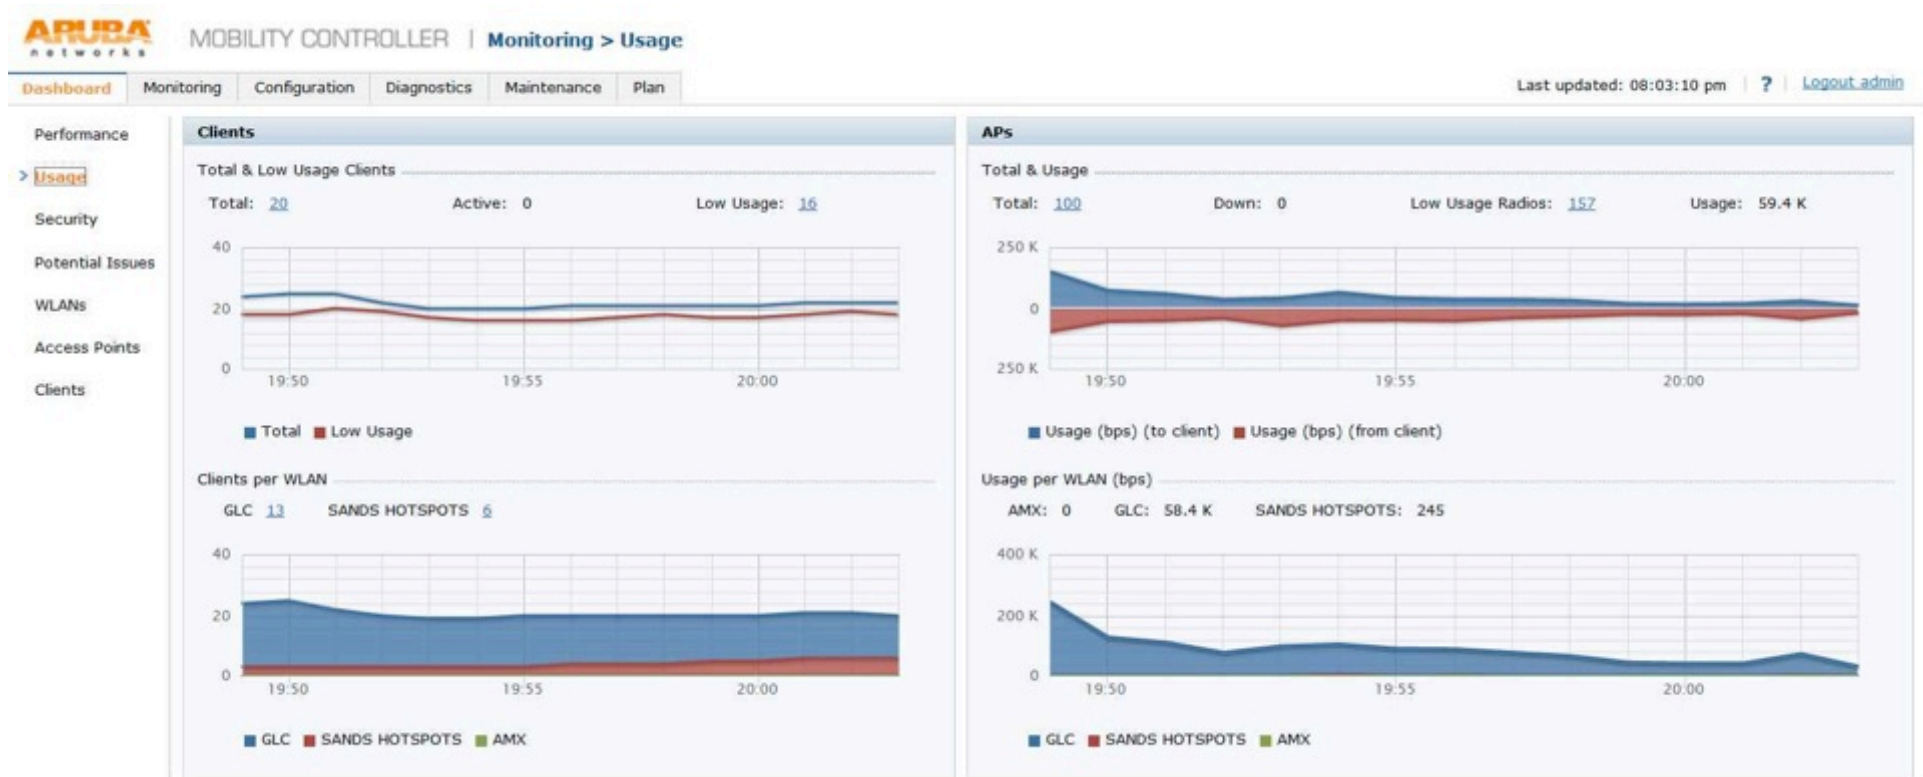 ARUBA
networks
MOBILITY CONTROLLER | Monitoring > Usage
Dashboard Monitoring Configuration Diagnostics Maintenance Plan
Last updated: 08:03:10 pm | ? | Logout admin
Performance
> Usage
Security
Potential Issues
WLANs
Access Points
Clients
Clients
Total & Low Usage Clients
Total: 20 Active: 0 Low Usage: 16
40
20
0
19:50 19:55 20:00
Total Low Usage
Clients per WLAN
GLC 13 SANDS HOTSPOTS 6
40
20
0
19:50 19:55 20:00
GLC SANDS HOTSPOTS AMX
APs
Total & Usage
Total: 100 Down: 0 Low Usage Radios: 157 Usage: 59.4 K
250 K
0
250 K
19:50 19:55 20:00
Usage (bps) (to client) Usage (bps) (from client)
Usage per WLAN (bps)
AMX: 0 GLC: 58.4 K SANDS HOTSPOTS: 245
400 K
200 K
0
19:50 19:55 20:00
GLC SANDS HOTSPOTS AMX